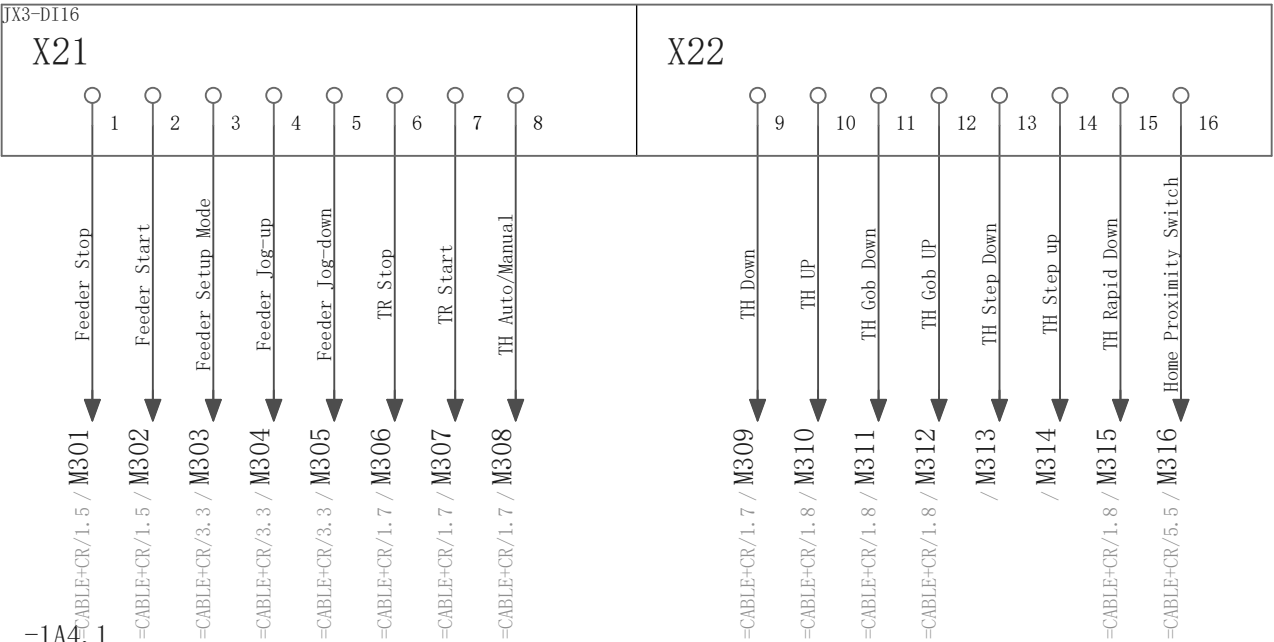 JX3-DI16
X21
X22
1
2
3
4
5
6
7
8
9
10
11
12
13
14
15
16
Feeder Stop
Feeder Start
Feeder Setup Mode
Feeder Jog-up
Feeder Jog-down
TR Stop
TR Start
TH Auto/Manual
TH Down
TH UP
TH Gob Down
TH Gob UP
TH Step Down
TH Step up
TH Rapid Down
Home Proximity Switch
=CABLE+CR/1.5 / M301
=CABLE+CR/1.5 / M302
=CABLE+CR/3.3 / M303
=CABLE+CR/3.3 / M304
=CABLE+CR/3.3 / M305
=CABLE+CR/1.7 / M306
=CABLE+CR/1.7 / M307
=CABLE+CR/1.7 / M308
=CABLE+CR/1.7 / M309
=CABLE+CR/1.8 / M310
=CABLE+CR/1.8 / M311
=CABLE+CR/1.8 / M312
/ M313
/ M314
=CABLE+CR/1.8 / M315
=CABLE+CR/5.5 / M316
-1A4.1